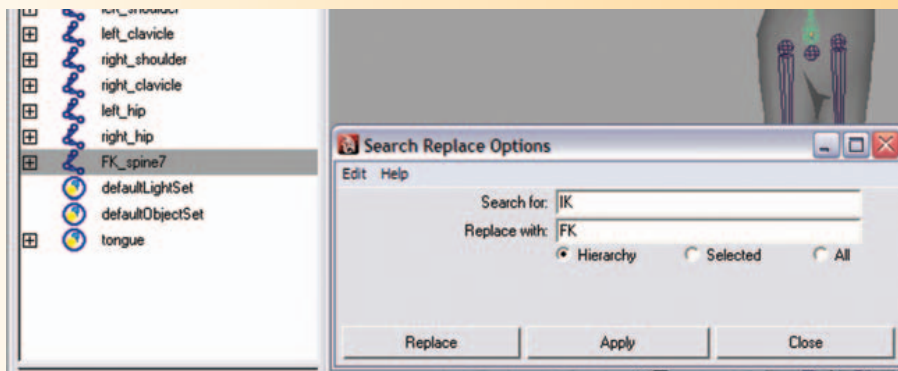 left_shoulder
left_clavicle
right_shoulder
right_clavicle
left_hip
right_hip
FK_spine7
defaultLightSet
defaultObjectSet
tongue
Search Replace Options
Edit Help
Search for: IK
Replace with: FK
Hierarchy Selected All
Replace Apply Close